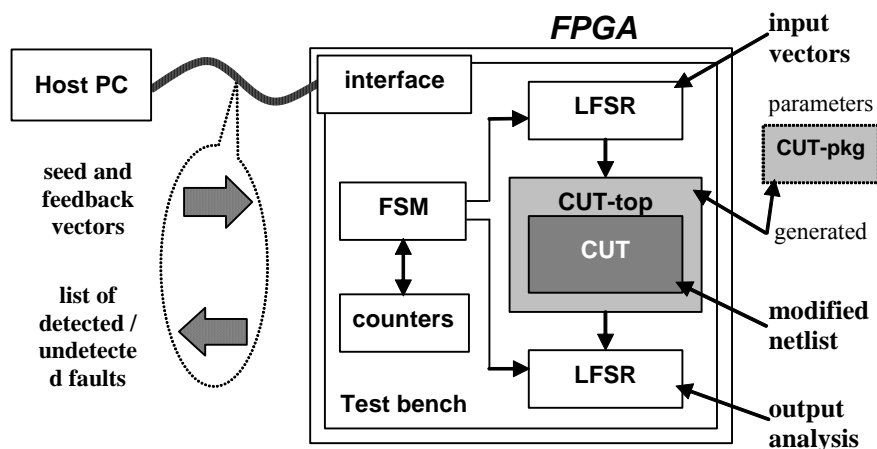 FPGA
input
vectors
Host PC
interface
LFSR
parameters
CUT-pkg
seed and
feedback
vectors
FSM
CUT-top
CUT
generated
list of
detected /
undetecte
d faults
counters
modified
netlist
LFSR
Test bench
output
analysis